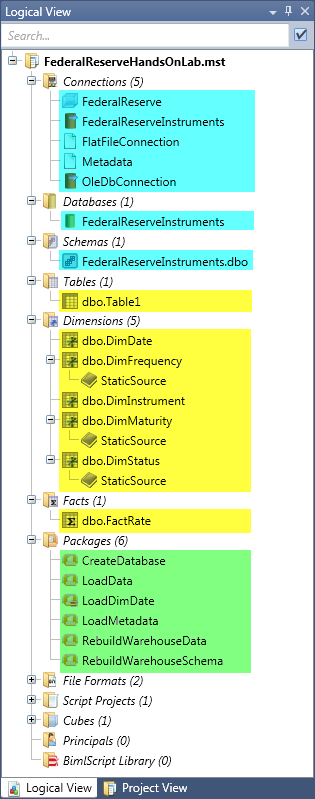 Logical View
Search...
FederalReserveHandsOnLab.mst
Connections (5)
FederalReserve
FederalReserveInstruments
FlatFileConnection
Metadata
OleDbConnection
Databases (1)
FederalReserveInstruments
Schemas (1)
FederalReserveInstruments.dbo
Tables (1)
dbo.Table1
Dimensions (5)
dbo.DimDate
dbo.DimFrequency
StaticSource
dbo.DimInstrument
dbo.DimMaturity
StaticSource
dbo.DimStatus
StaticSource
Facts (1)
dbo.FactRate
Packages (6)
CreateDatabase
LoadData
LoadDimDate
LoadMetadata
RebuildWarehouseData
RebuildWarehouseSchema
File Formats (2)
Script Projects (1)
Cubes (1)
Principals (0)
BimlScript Library (0)
Logical View Project View